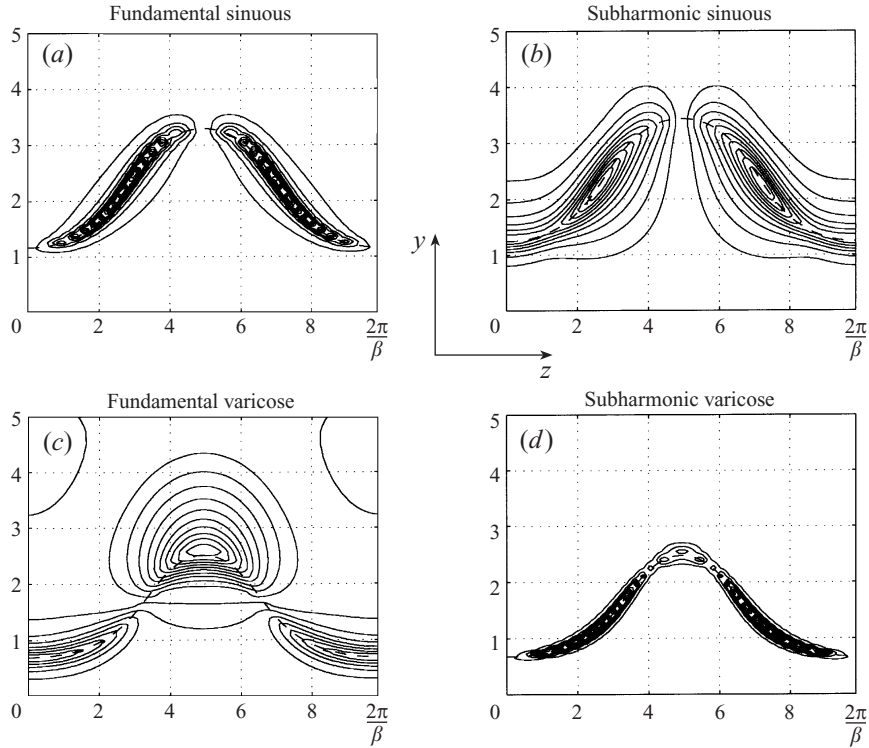 Fundamental sinuous
Subharmonic sinuous
(a)
5
4
3
2
1
0
2
4
6
8
2π
β
(b)
5
4
3
2
1
0
2
4
6
8
2π
β
y
z
Fundamental varicose
Subharmonic varicose
(c)
5
4
3
2
1
0
2
4
6
8
2π
β
(d)
5
4
3
2
1
0
2
4
6
8
2π
β